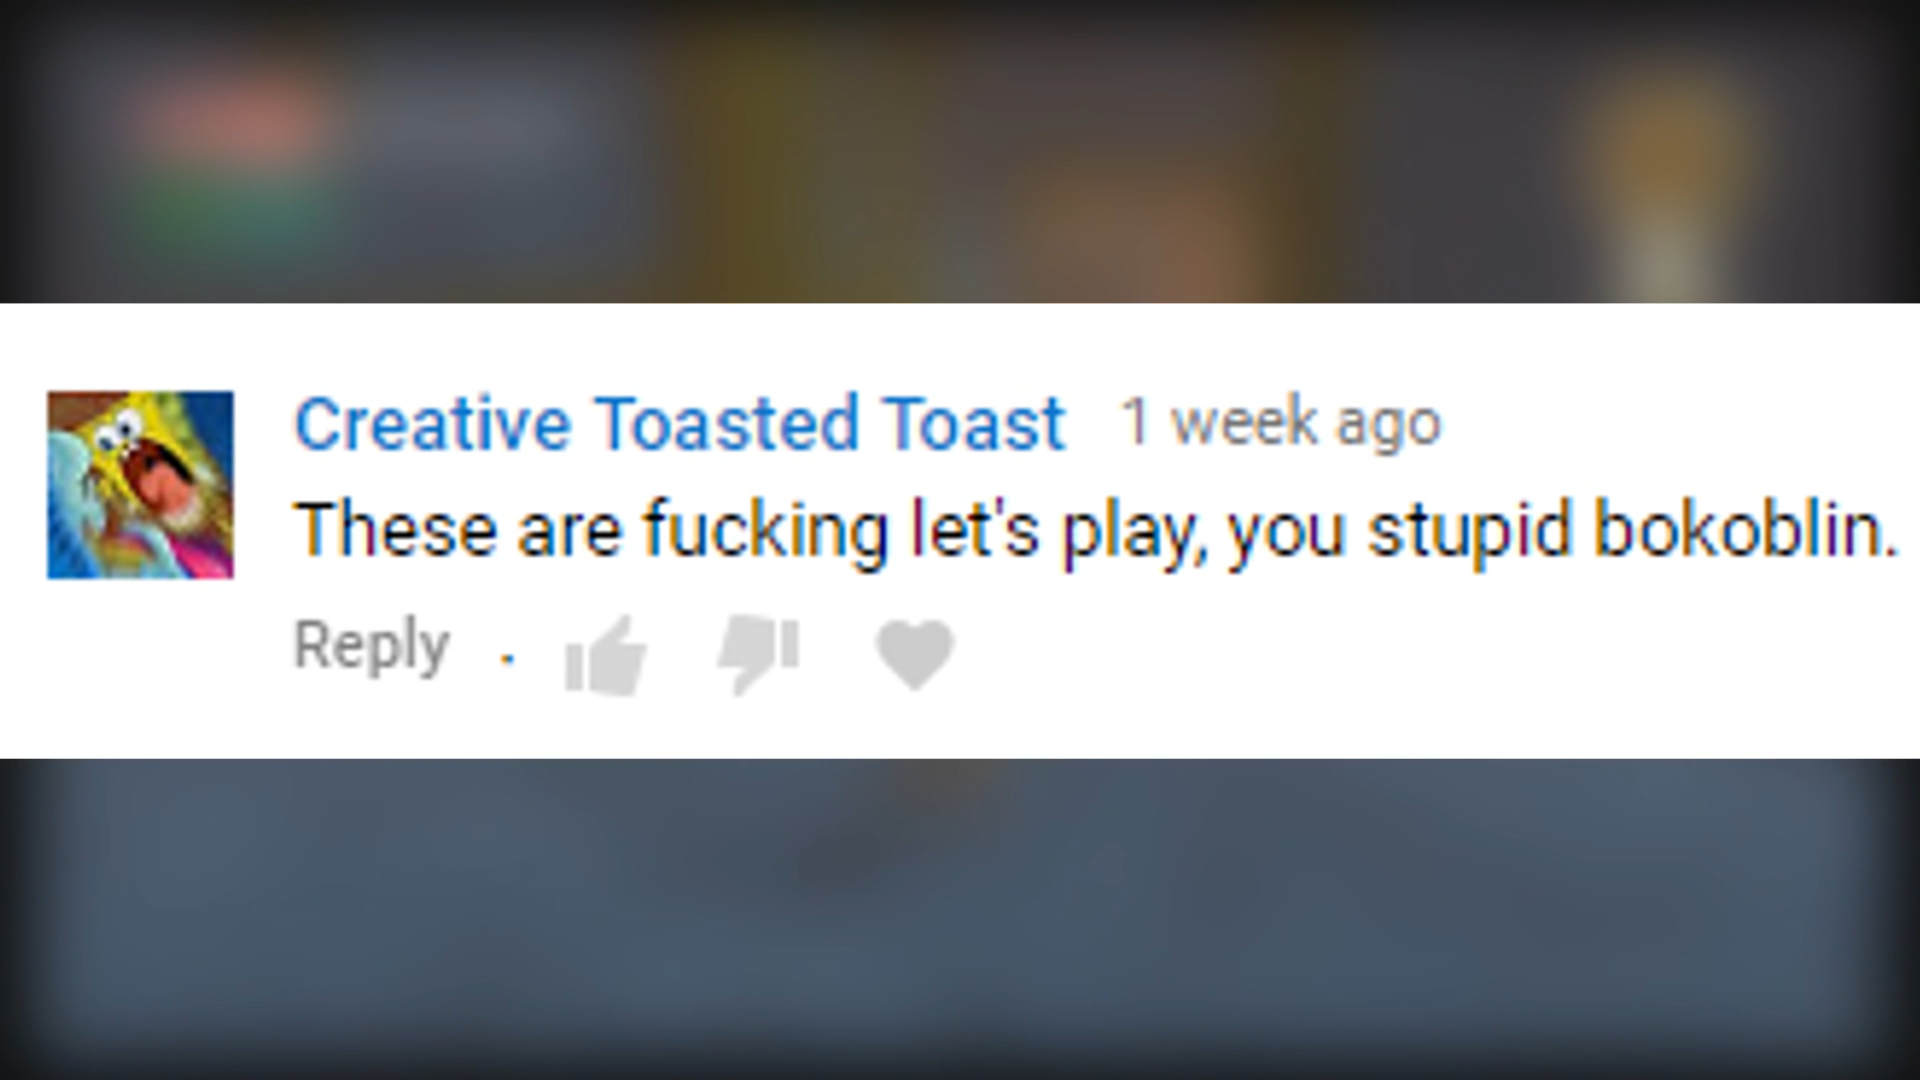 Creative Toasted Toast 1 week ago
These are fucking let's play, you stupid bokoblin.
Reply